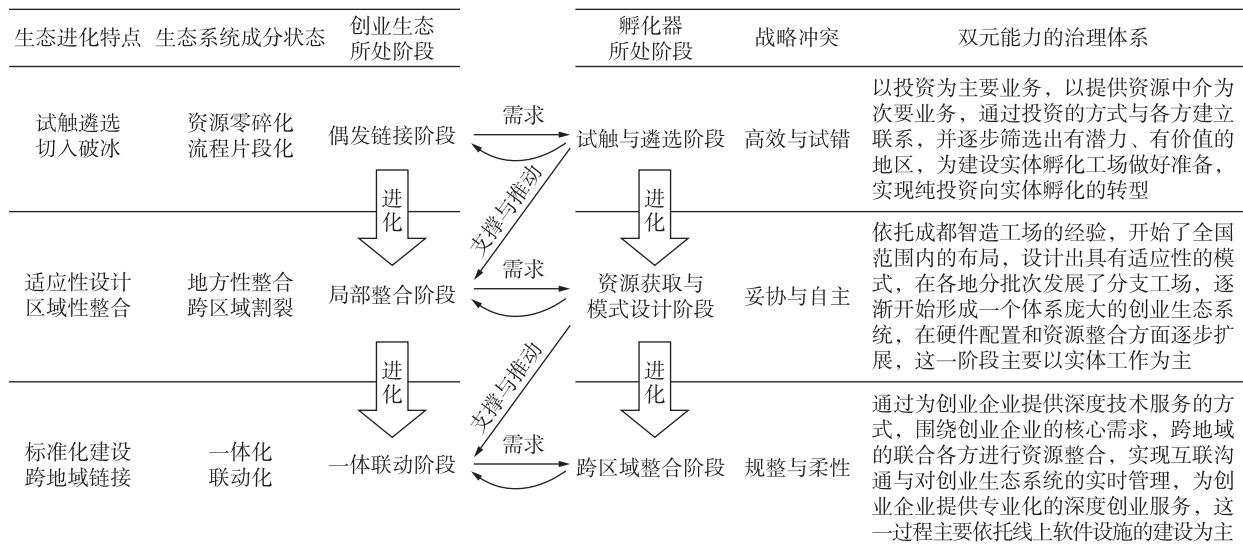 生态进化特点 生态系统成分状态 创业生态所处阶段 孵化器所处阶段 战略冲突 双元能力的治理体系
试触遴选
切入破冰
资源零碎化
流程片段化
偶发链接阶段
需求
试触与遴选阶段
高效与试错
以投资为主要业务，以提供资源中介为
次要业务，通过投资的方式与各方建立
联系，并逐步筛选出有潜力、有价值的
地区，为建设实体孵化工场做好准备，
实现纯投资向实体孵化的转型
进化
支撑与推动
适应性设计
区域性整合
地方性整合
跨区域割裂
局部整合阶段
需求
资源获取与
模式设计阶段
妥协与自主
依托成都智造工场的经验，开始了全国
范围内的布局，设计出具有适应性的模
式，在各地分批次发展了分支工场，逐
渐开始形成一个体系庞大的创业生态系
统，在硬件配置和资源整合方面逐步扩
展，这一阶段主要以实体工作为主
进化
支撑与推动
进化
标准化建设
跨地域链接
一体化
联动化
一体联动阶段
需求
跨区域整合阶段
规整与柔性
通过为创业企业提供深度技术服务的方
式，围绕创业企业的核心需求，跨地域
的联合各方进行资源整合，实现互联沟
通与对创业生态系统的实时管理，为创
业企业提供专业化的深度创业服务，这
一过程主要依托线上软件设施的建设为主
进化